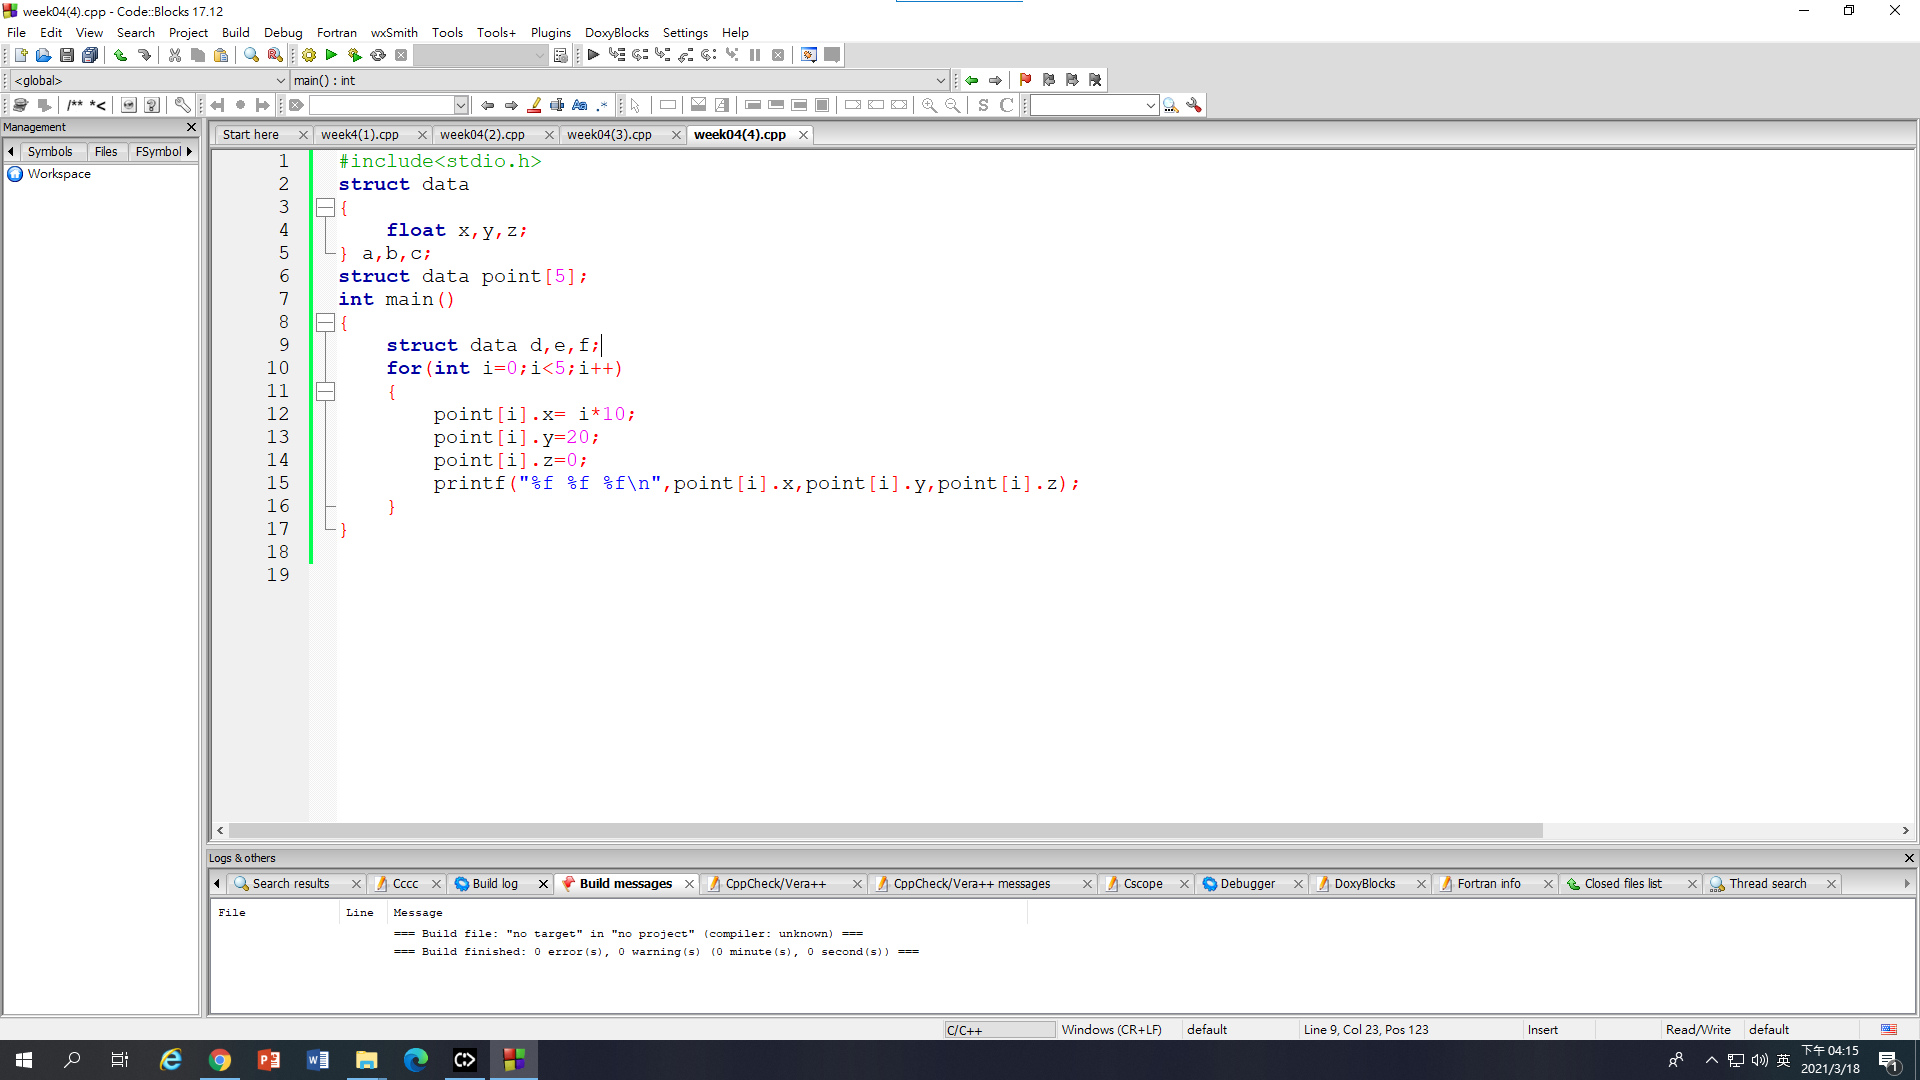 week04(4).cpp - Code::Blocks 17.12
File Edit View Search Project Build Debug Fortran wxSmith Tools Tools+ Plugins DoxyBlocks Settings Help
<global> main() : int
/** *<
S C
Management
Start here week4(1).cpp week04(2).cpp week04(3).cpp week04(4).cpp
Symbols Files FSymbol
Workspace
1 #include<stdio.h>
2 struct data
3 {
4 float x,y,z;
5 } a,b,c;
6 struct data point[5];
7 int main()
8 {
9 struct data d,e,f;
10 for(int i=0;i<5;i++)
11 {
12 point[i].x= i*10;
13 point[i].y=20;
14 point[i].z=0;
15 printf("%f %f %f\n",point[i].x,point[i].y,point[i].z);
16 }
17 }
18
19
Logs & others
Search results Cccc Build log Build messages CppCheck/Vera++ CppCheck/Vera++ messages Cscope Debugger DoxyBlocks Fortran info Closed files list Thread search
File Line Message
=== Build file: "no target" in "no project" (compiler: unknown) ===
=== Build finished: 0 error(s), 0 warning(s) (0 minute(s), 0 second(s)) ===
C/C++ Windows (CR+LF) default Line 9, Col 23, Pos 123 Insert Read/Write default
英 下午 04:15
2021/3/18
1